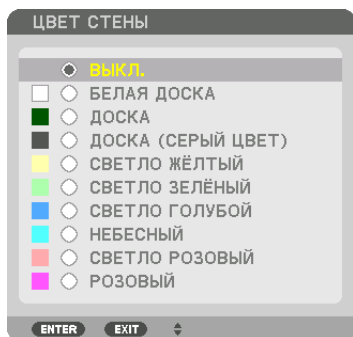 ЦВЕТ СТЕНЫ
ВЫКЛ.
БЕЛАЯ ДОСКА
ДОСКА
ДОСКА (СЕРЫЙ ЦВЕТ)
СВЕТЛО ЖЁЛТЫЙ
СВЕТЛО ЗЕЛЁНЫЙ
СВЕТЛО ГОЛУБОЙ
НЕБЕСНЫЙ
СВЕТЛО РОЗОВЫЙ
РОЗОВЫЙ
ENTER EXIT